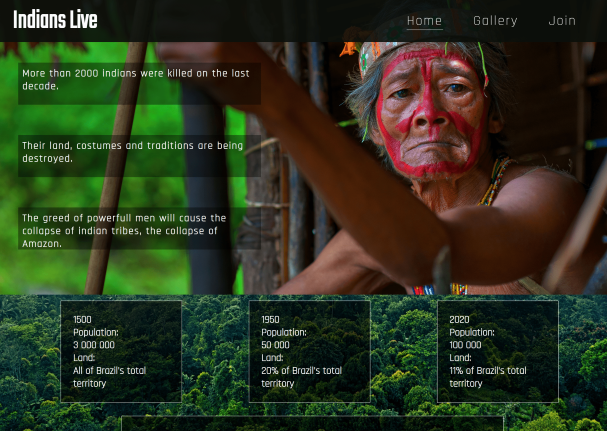 Indians Live
Home Gallery Join
More than 2000 Indians were killed on the last
decade.
Their land, costumes and traditions are being
destroyed.
The greed of powerfull men will cause the
collapse of indian tribes, the collapse of
Amazon.
1500
Population:
3 000 000
Land:
All of Brazil's total
territory
1950
Population:
50 000
Land:
20% of Brazil's total
territory
2020
Population:
100 000
Land:
11% of Brazil's total
territory